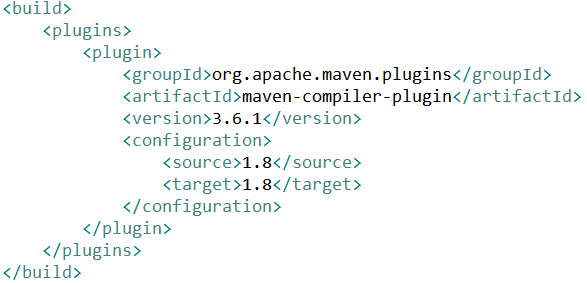 <build>
    <plugins>
        <plugin>
            <groupId>org.apache.maven.plugins</groupId>
            <artifactId>maven-compiler-plugin</artifactId>
            <version>3.6.1</version>
            <configuration>
                <source>1.8</source>
                <target>1.8</target>
            </configuration>
        </plugin>
    </plugins>
</build>